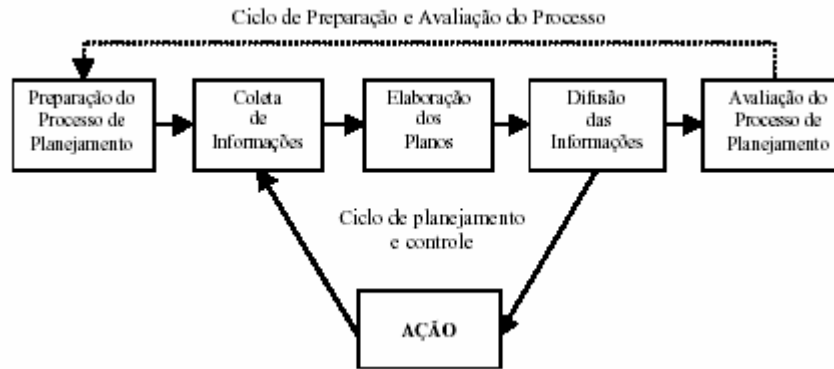 Ciclo de Preparação e Avaliação do Processo
Preparação do
Processo de
Planejamento
Coleta
de
Informações
Elaboração
dos
Planos
Difusão
das
Informações
Avaliação do
Processo de
Planejamento
Ciclo de planejamento
e controle
AÇÃO